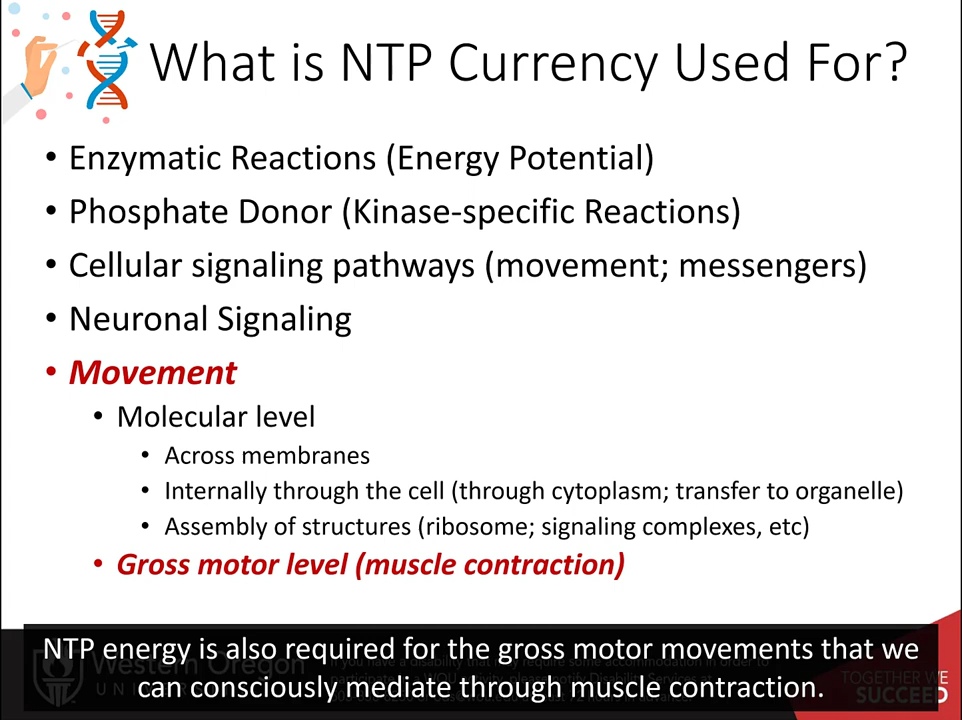 What is NTP Currency Used For?
• Enzymatic Reactions (Energy Potential)
• Phosphate Donor (Kinase-specific Reactions)
• Cellular signaling pathways (movement; messengers)
• Neuronal Signaling
• Movement
• Molecular level
• Across membranes
• Internally through the cell (through cytoplasm; transfer to organelle)
• Assembly of structures (ribosome; signaling complexes, etc)
• Gross motor level (muscle contraction)
NTP energy is also required for the gross motor movements that we
can consciously mediate through muscle contraction.
Western Oregon
UNIVERSITY
TOGETHER WE
SUCCEED